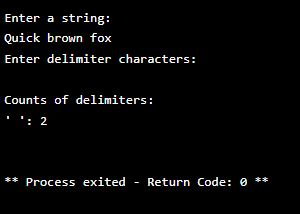 Enter a string:
Quick brown fox
Enter delimiter characters:
Counts of delimiters:
' ': 2
** Process exited - Return Code: 0 **